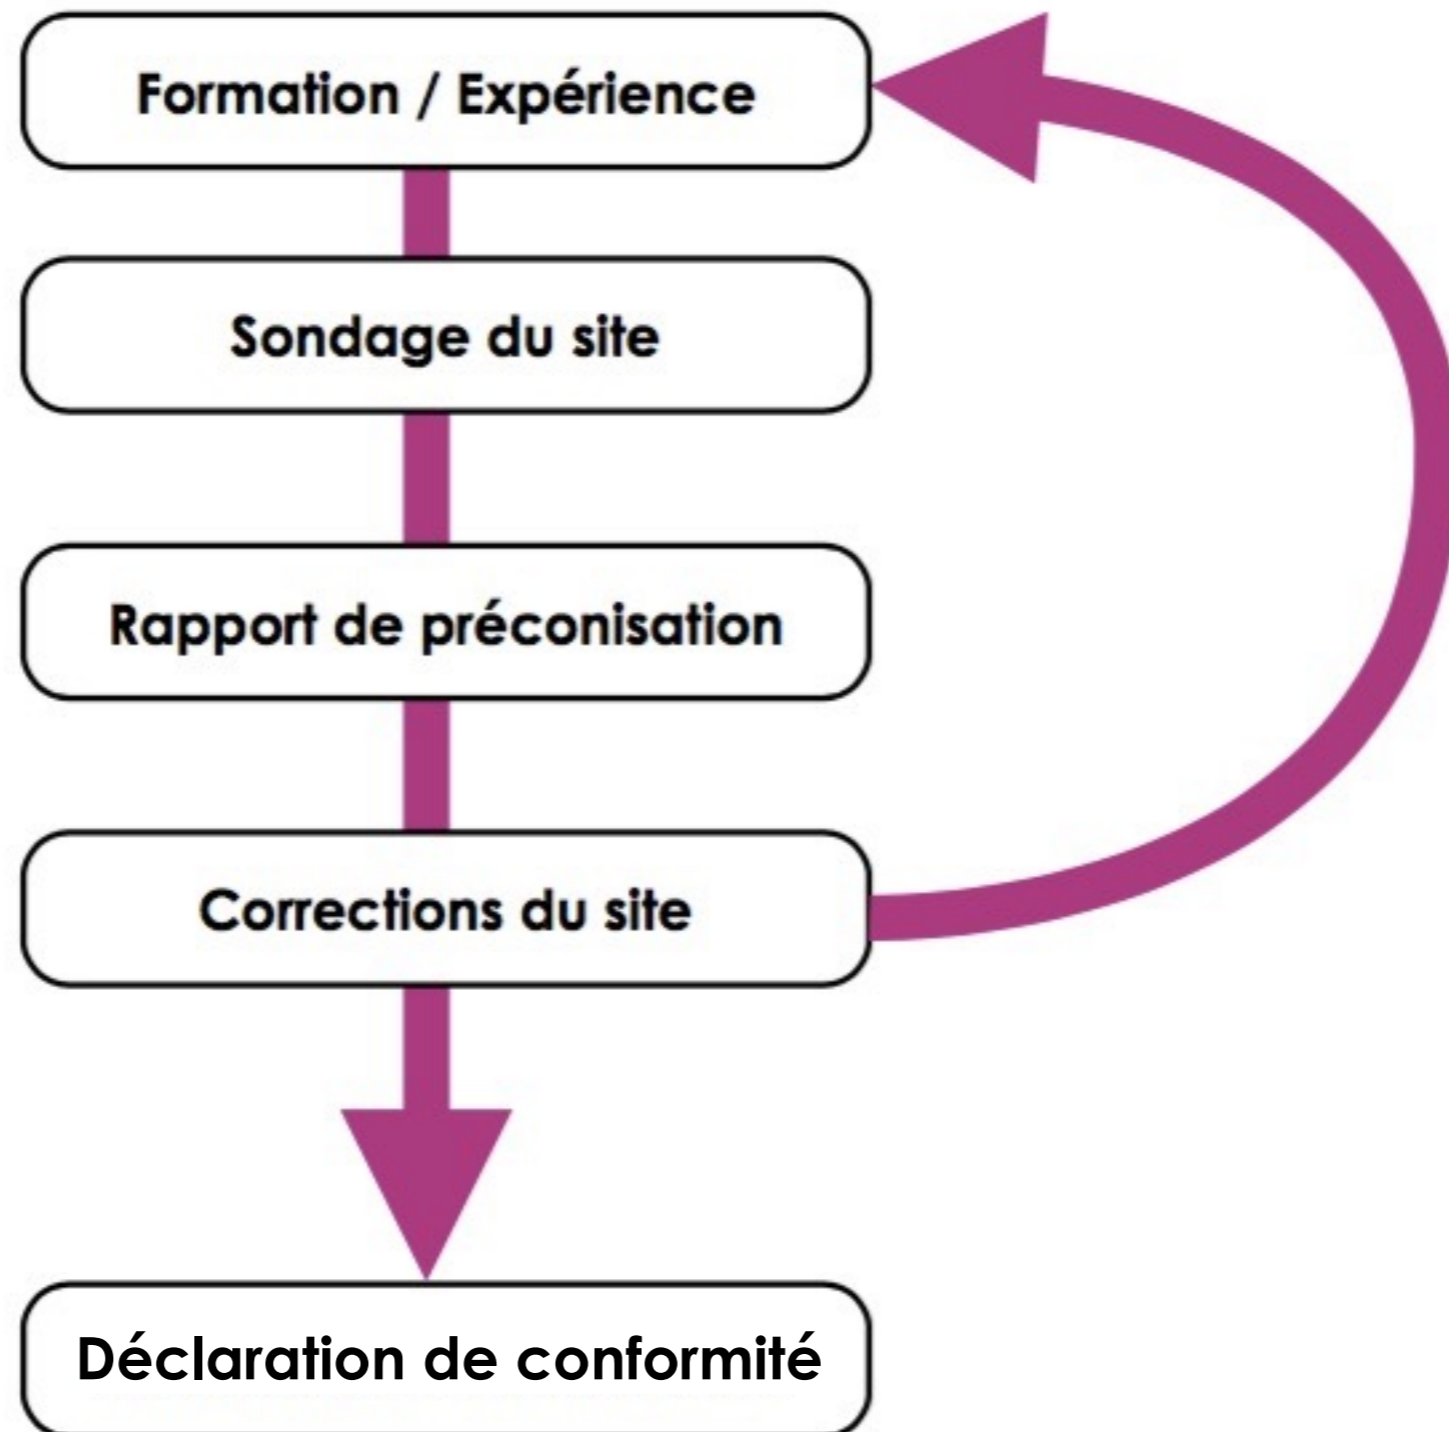 Formation / Expérience
Sondage du site
Rapport de préconisation
Corrections du site
Déclaration de conformité